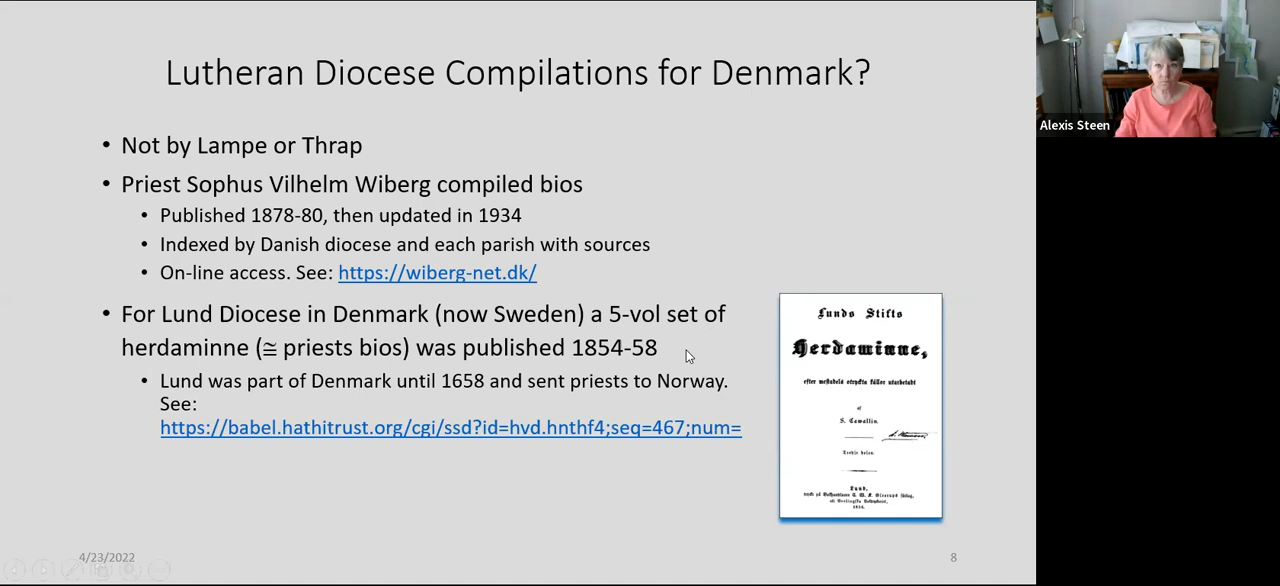 Lutheran Diocese Compilations for Denmark?
• Not by Lampe or Thrap
• Priest Sophus Vilhelm Wiberg compiled bios
• Published 1878-80, then updated in 1934
• Indexed by Danish diocese and each parish with sources
• On-line access. See: https://wiberg-net.dk/
• For Lund Diocese in Denmark (now Sweden) a 5-vol set of
herdaminne (≅ priests bios) was published 1854-58
• Lund was part of Denmark until 1658 and sent priests to Norway.
See:
https://babel.hathitrust.org/cgi/ssd?id=hvd.hnthf4;seq=467;num=
Lunds Stifts
Herdaminne,
efter mestadels otryckta källor utarbetadt
af
S. Cawallin.
Lund,
4/23/2022
8
Alexis Steen